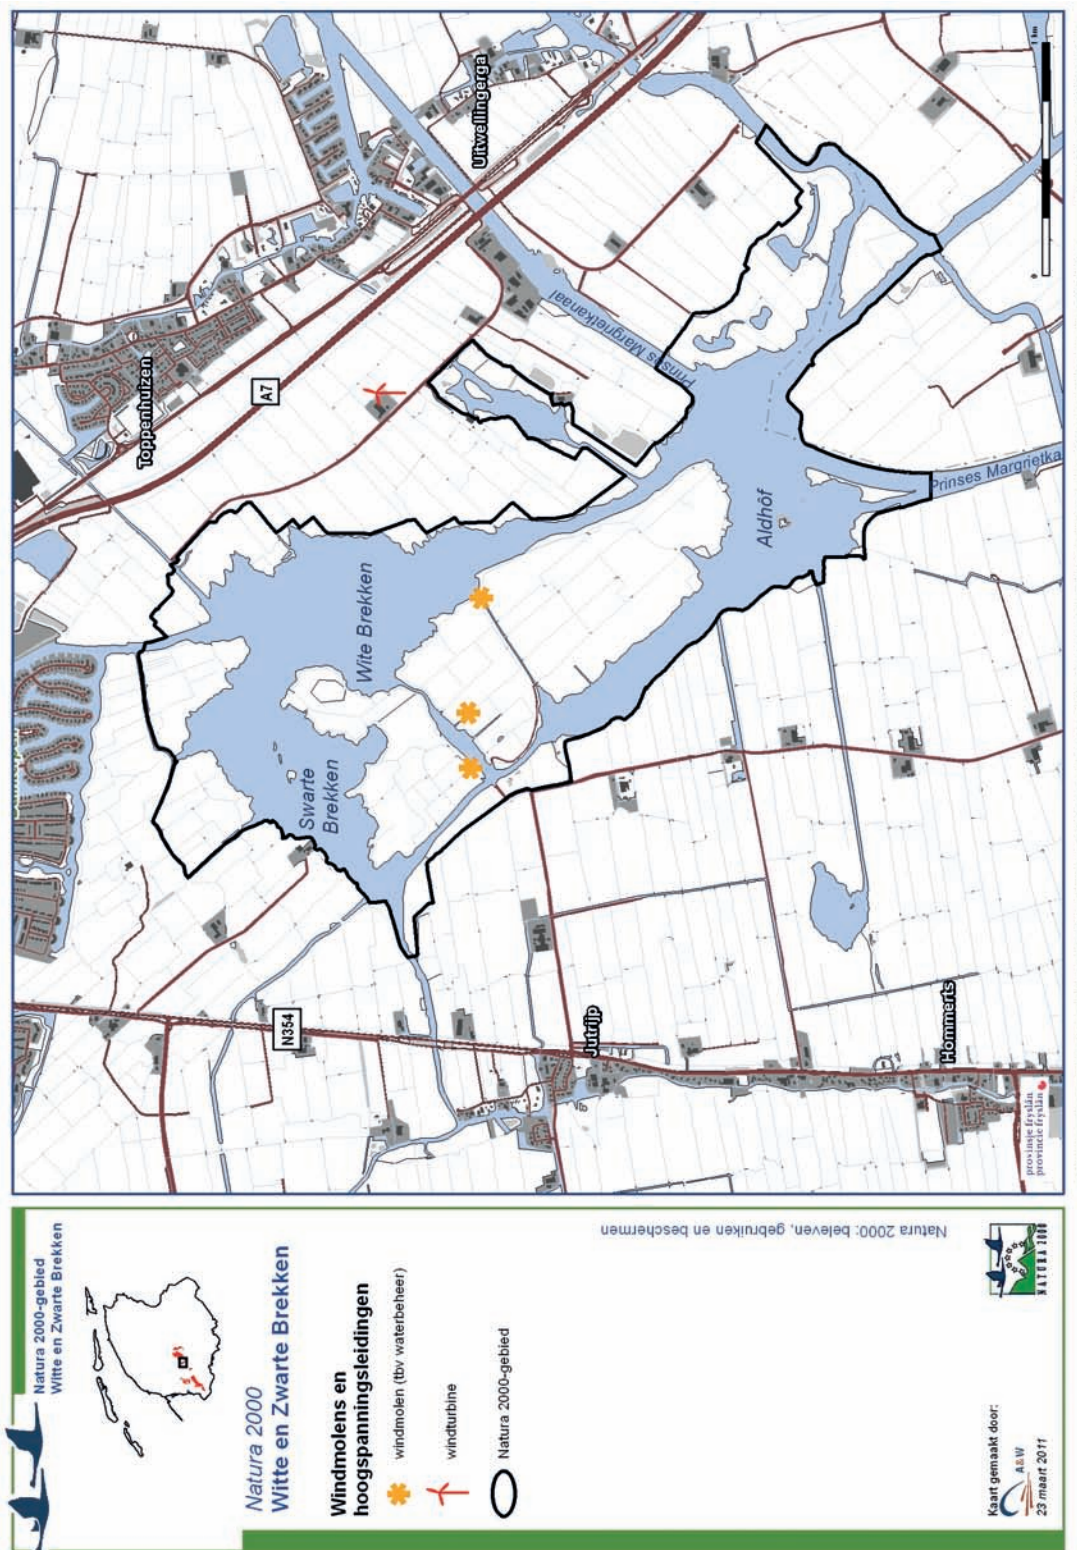 Natura 2000-gebied
Witte en Zwarte Brekken
Natura 2000
Witte en Zwarte Brekken
Windmolens en
hoogspanningsleidingen
windmolen (tbv waterbeheer)
windturbine
Natura 2000-gebied
Kaart gemaakt door:
A&W
23 maart 2011
Natura 2000: beleven, gebruiken en beschermen
NATURA 2000
N354
A7
Toppenhuizen
Uitwellingerga
Swarte
Brekken
Wite Brekken
Prinses Margrietkanaal
Prinses Margrietkanaal
Aldhôf
Prinses Margrietka
Jutrijp
Hommerts
0
1 km
provinsje fryslân
provincie fryslân